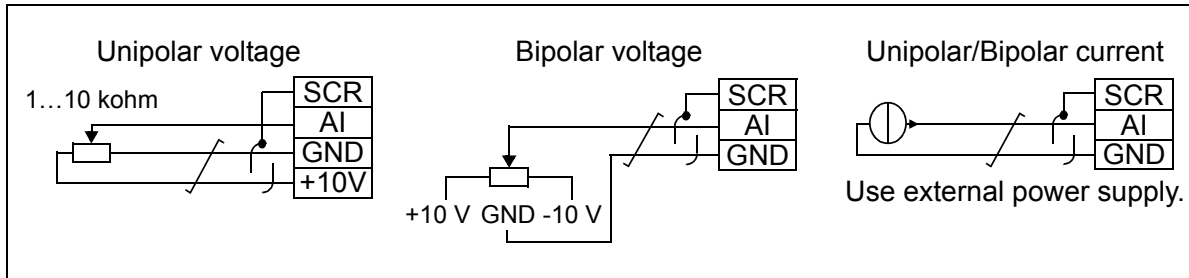 Unipolar voltage
1…10 kohm
SCR
AI
GND
+10V
Bipolar voltage
SCR
AI
GND
+10 V GND -10 V
Unipolar/Bipolar current
SCR
AI
GND
Use external power supply.